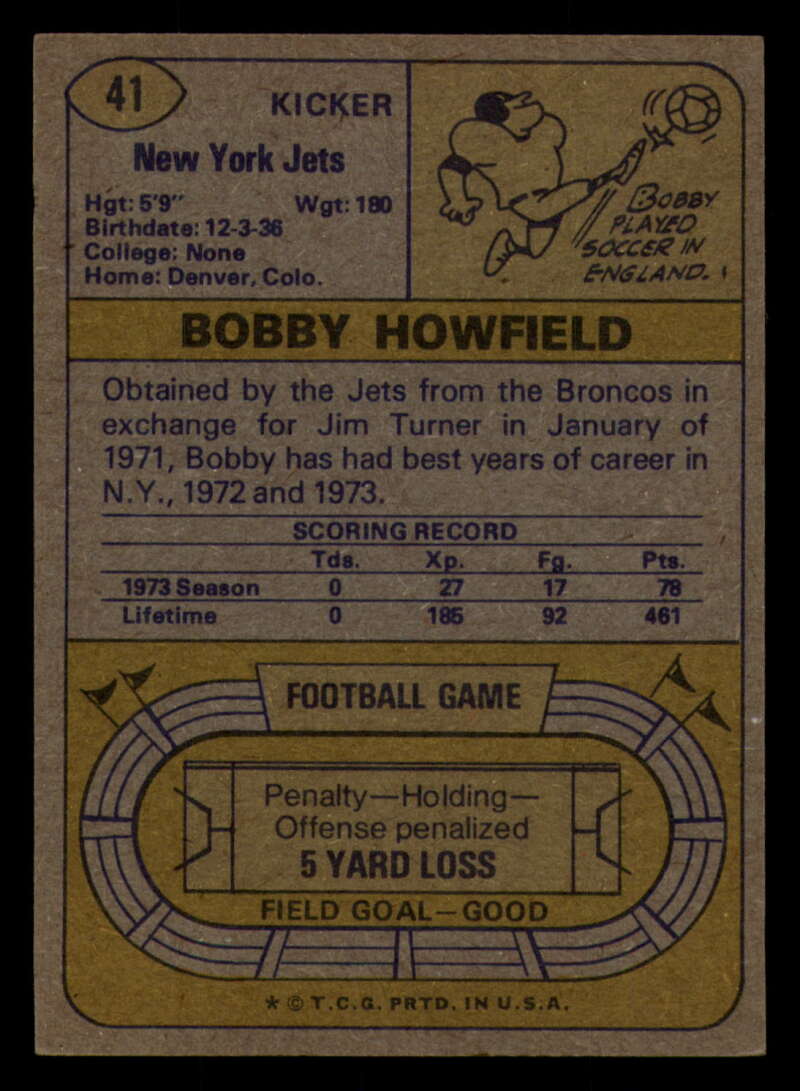 41
KICKER
New York Jets
Hgt: 5'9" Wgt: 180
Birthdate: 12-3-36
College: None
Home: Denver, Colo.
BOBBY
PLAYED
SOCCER IN
ENGLAND.
BOBBY HOWFIELD
Obtained by the Jets from the Broncos in
exchange for Jim Turner in January of
1971, Bobby has had best years of career in
N.Y., 1972 and 1973.
SCORING RECORD
Tds. Xp. Fg. Pts.
1973 Season 0 27 17 78
Lifetime 0 185 92 461
FOOTBALL GAME
Penalty—Holding—
Offense penalized
5 YARD LOSS
FIELD GOAL—GOOD
* © T.C.G. PRTD. IN U.S.A.